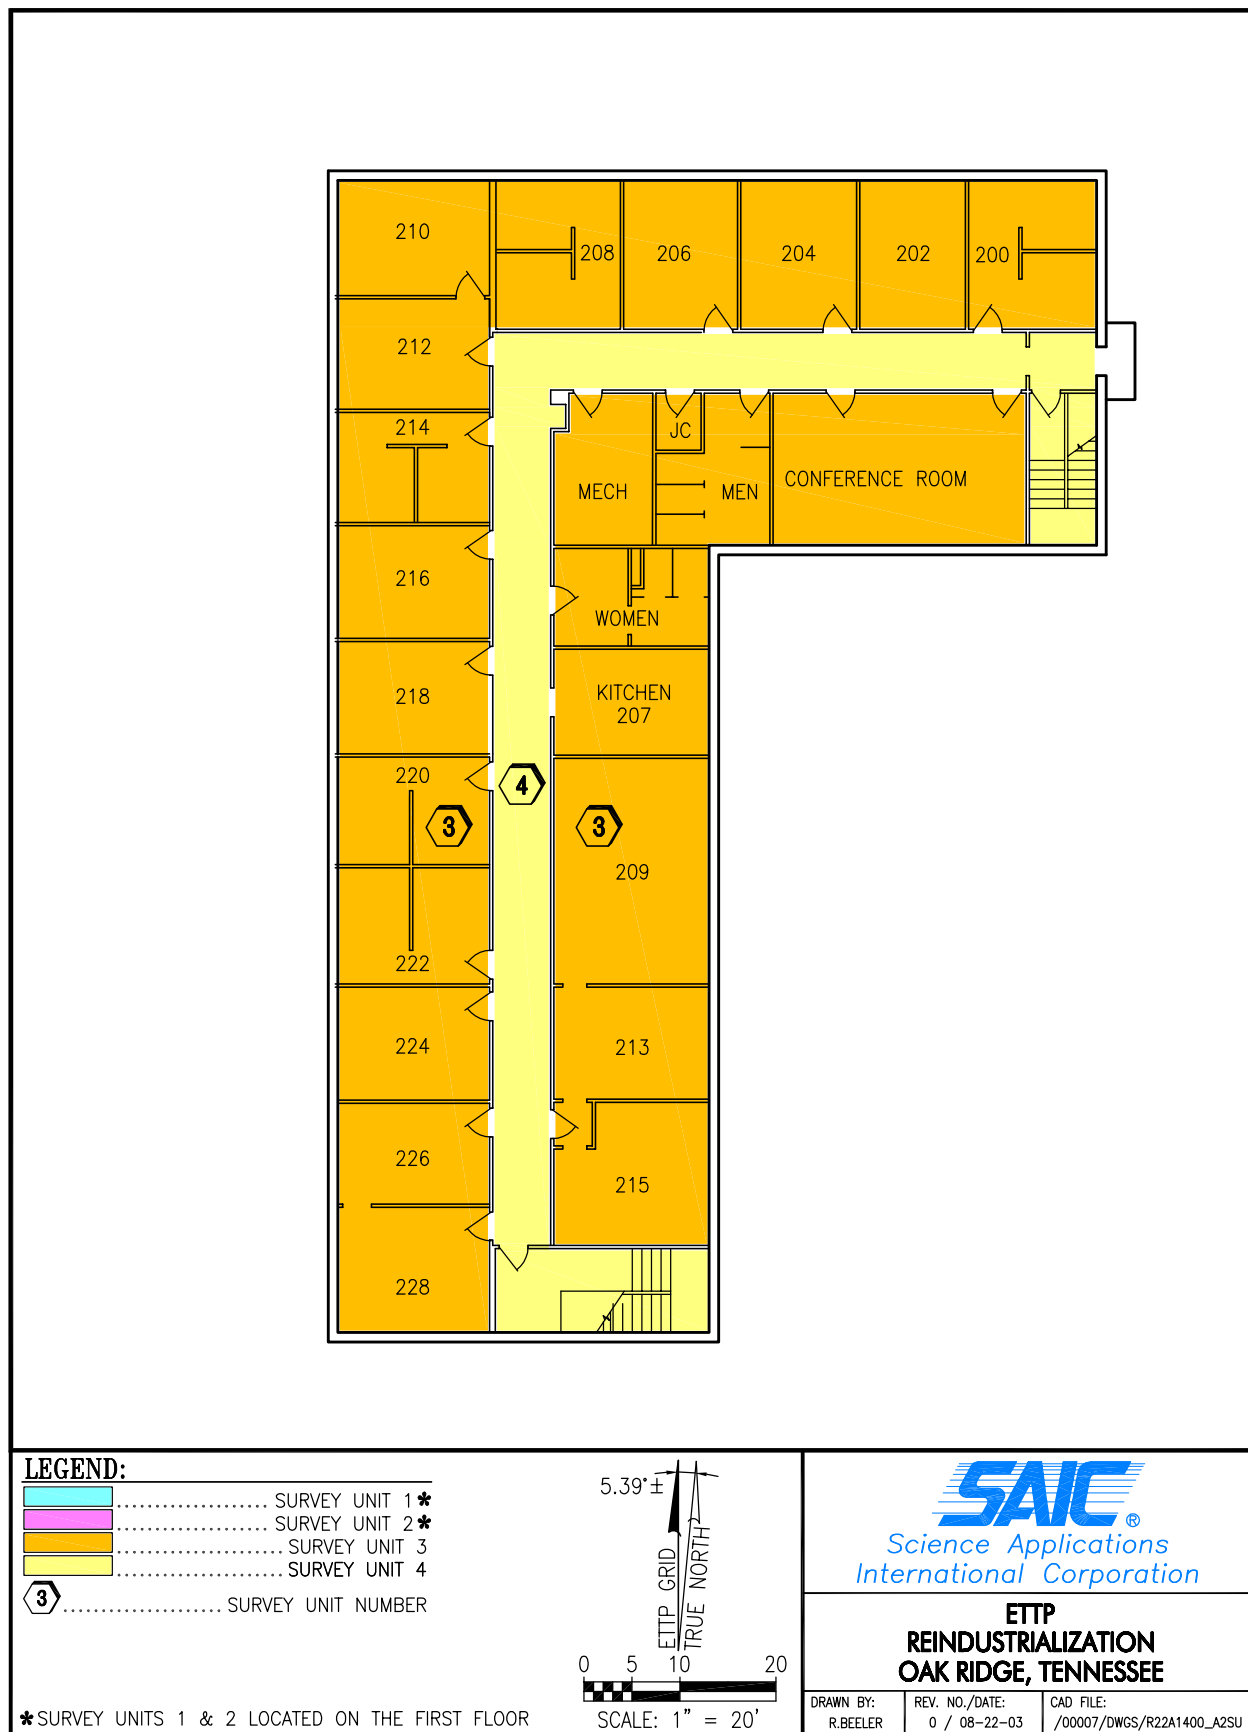 210
208
206
204
202
200
212
214
JC
MECH
MEN
CONFERENCE ROOM
216
WOMEN
218
KITCHEN
207
220
4
3
3
209
222
224
213
226
215
228
LEGEND:
.................. SURVEY UNIT 1*
.................. SURVEY UNIT 2*
.................. SURVEY UNIT 3
.................. SURVEY UNIT 4
3 .................. SURVEY UNIT NUMBER
*SURVEY UNITS 1 & 2 LOCATED ON THE FIRST FLOOR
5.39°±
ETTP GRID
TRUE NORTH
0 5 10 20
SCALE: 1" = 20'
SAIC®
Science Applications
International Corporation
ETTP
REINDUSTRIALIZATION
OAK RIDGE, TENNESSEE
DRAWN BY: REV. NO./DATE: CAD FILE:
R.BEELER 0 / 08-22-03 /00007/DWGS/R22A1400_A2SU